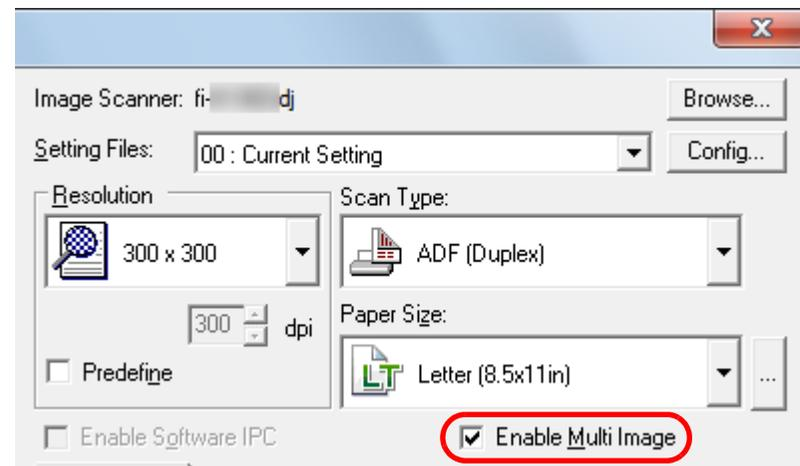 x
Image Scanner: fi- dj
Browse...
Setting Files:
00 : Current Setting
Config...
Resolution
Scan Type:
300 x 300
ADF (Duplex)
300
dpi
Paper Size:
Predefine
LT
Letter (8.5x11in)
...
Enable Software IPC
Enable Multi Image